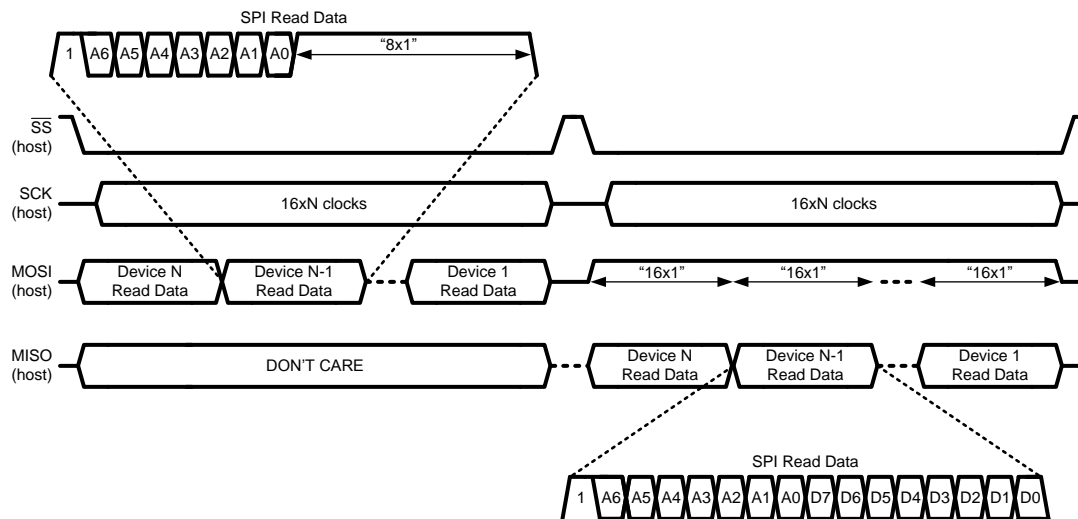 SPI Read Data
1 A6 A5 A4 A3 A2 A1 A0 “8x1”
SS
(host)
SCK
(host)
16xN clocks 16xN clocks
MOSI
(host)
Device N
Read Data
Device N-1
Read Data
Device 1
Read Data
“16x1” “16x1” “16x1”
MISO
(host)
DON'T CARE
Device N
Read Data
Device N-1
Read Data
Device 1
Read Data
SPI Read Data
1 A6 A5 A4 A3 A2 A1 A0 D7 D6 D5 D4 D3 D2 D1 D0